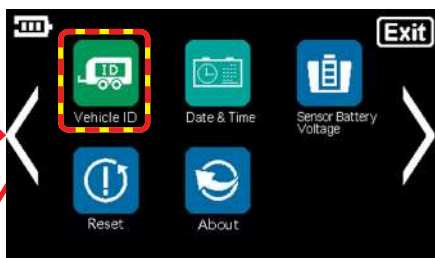 Exit
ID
Vehicle ID
Date & Time
Sensor Battery
Voltage
Reset
About